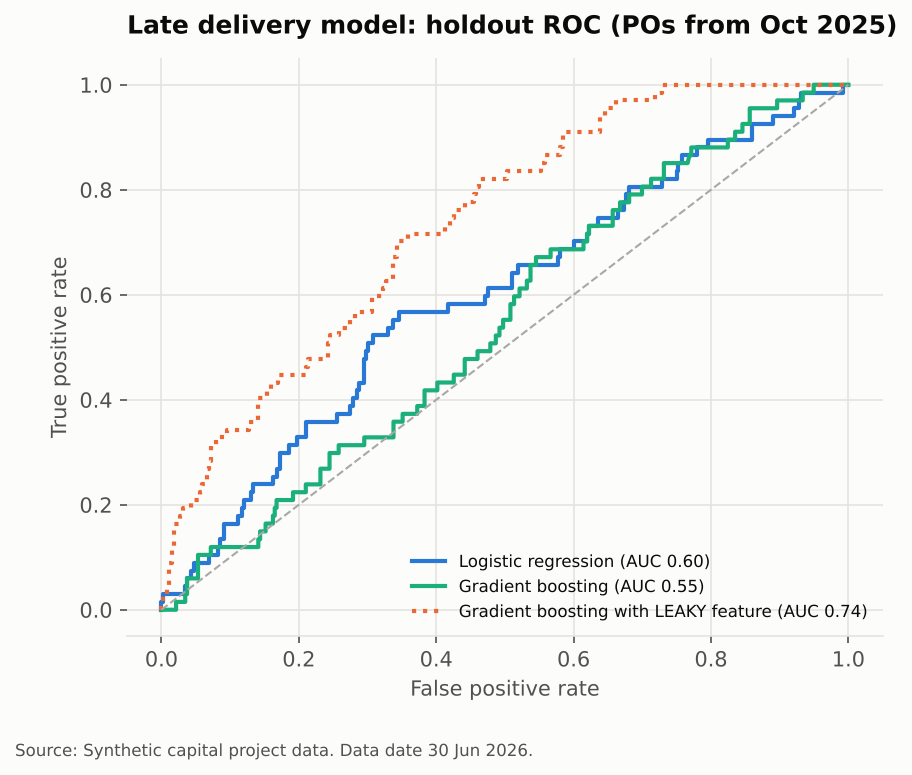 Late delivery model: holdout ROC (POs from Oct 2025)
1.0
0.8
0.6
0.4
0.2
0.0
True positive rate
Logistic regression (AUC 0.60)
Gradient boosting (AUC 0.55)
Gradient boosting with LEAKY feature (AUC 0.74)
0.0 0.2 0.4 0.6 0.8 1.0
False positive rate
Source: Synthetic capital project data. Data date 30 Jun 2026.